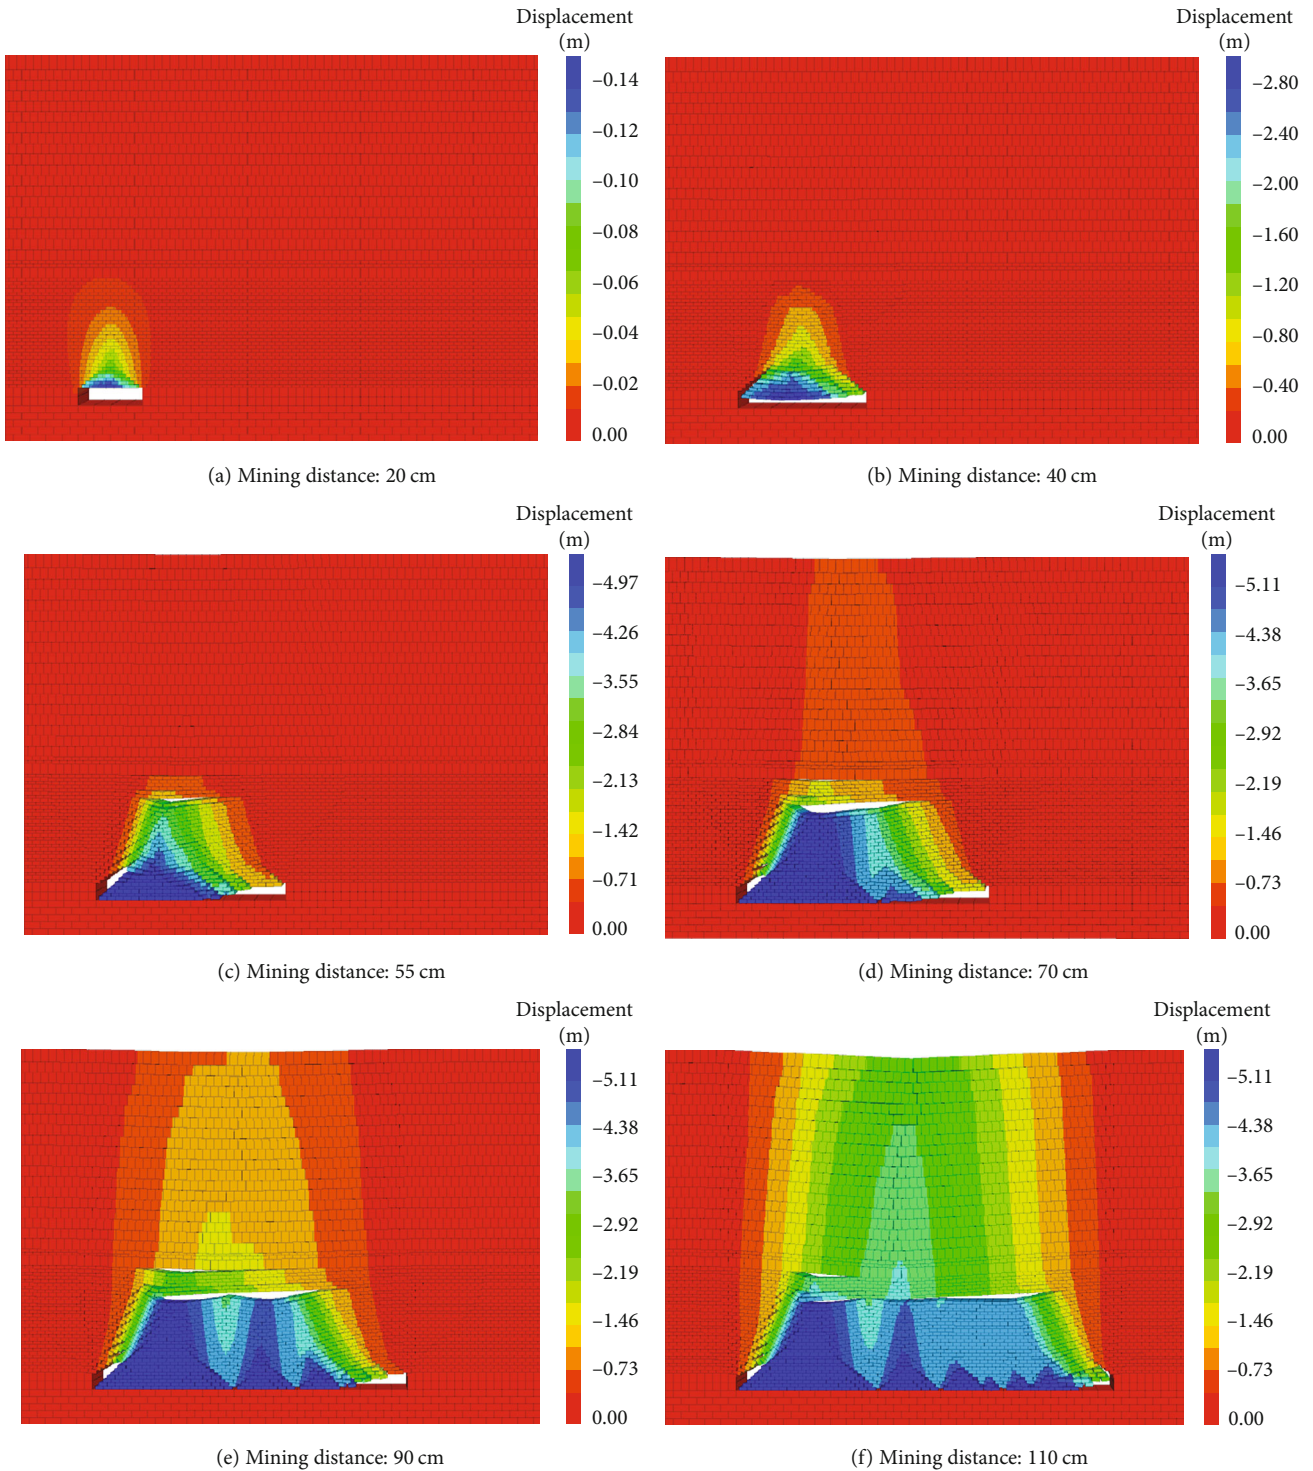 Displacement
(m)
–0.14
–0.12
–0.10
–0.08
–0.06
–0.04
–0.02
0.00
(a) Mining distance: 20 cm
Displacement
(m)
–2.80
–2.40
–2.00
–1.60
–1.20
–0.80
–0.40
0.00
(b) Mining distance: 40 cm
Displacement
(m)
–4.97
–4.26
–3.55
–2.84
–2.13
–1.42
–0.71
0.00
(c) Mining distance: 55 cm
Displacement
(m)
–5.11
–4.38
–3.65
–2.92
–2.19
–1.46
–0.73
0.00
(d) Mining distance: 70 cm
Displacement
(m)
–5.11
–4.38
–3.65
–2.92
–2.19
–1.46
–0.73
0.00
(e) Mining distance: 90 cm
Displacement
(m)
–5.11
–4.38
–3.65
–2.92
–2.19
–1.46
–0.73
0.00
(f) Mining distance: 110 cm